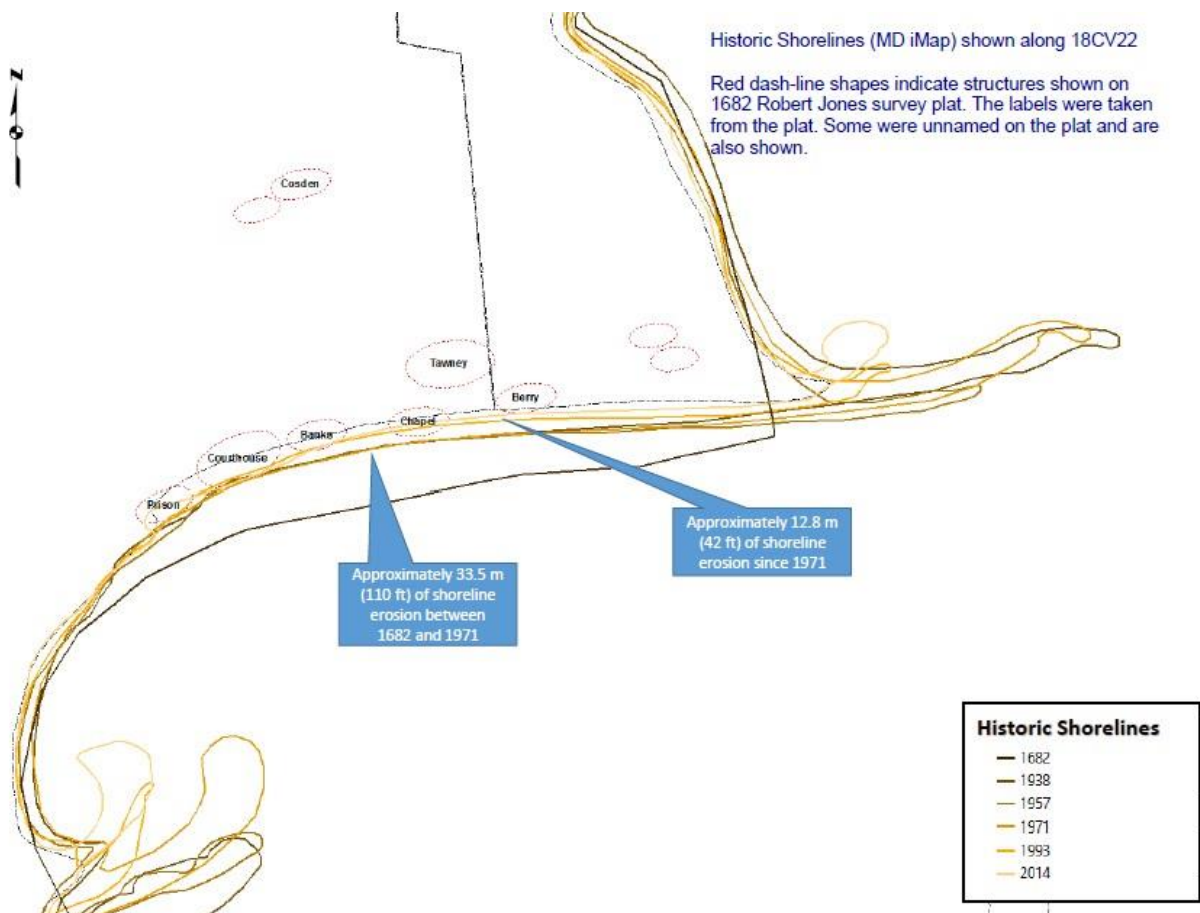 Historic Shorelines (MD iMap) shown along 18CV22
Red dash-line shapes indicate structures shown on
1682 Robert Jones survey plat. The labels were taken
from the plat. Some were unnamed on the plat and are
also shown.
N
Cosden
Tawney
Berry
Chapel
Banks
Courthouse
Prison
Approximately 12.8 m
(42 ft) of shoreline
erosion since 1971
Approximately 33.5 m
(110 ft) of shoreline
erosion between
1682 and 1971
Historic Shorelines
1682
1938
1957
1971
1993
2014